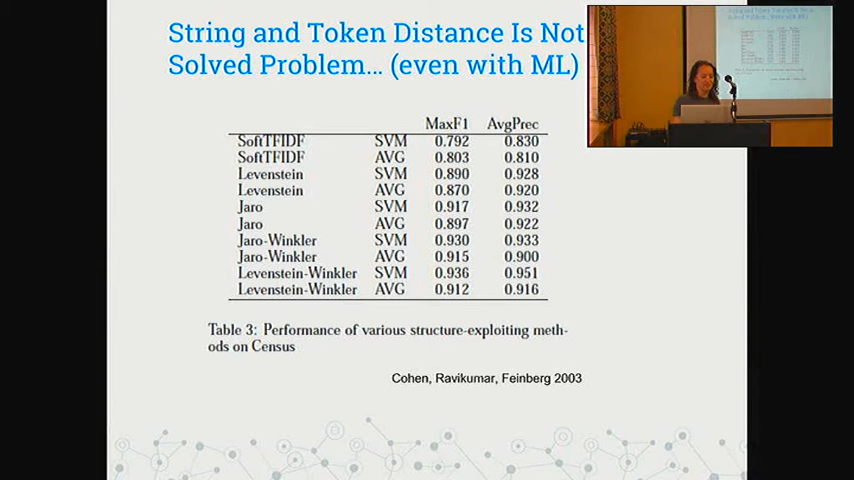 String and Token Distance Is Not
Solved Problem... (even with ML)
MaxF1 AvgPrec
SoftTFIDF SVM 0.792 0.830
SoftTFIDF AVG 0.803 0.810
Levenstein SVM 0.890 0.928
Levenstein AVG 0.870 0.920
Jaro SVM 0.917 0.932
Jaro AVG 0.897 0.922
Jaro-Winkler SVM 0.930 0.933
Jaro-Winkler AVG 0.915 0.900
Levenstein-Winkler SVM 0.936 0.951
Levenstein-Winkler AVG 0.912 0.916
Table 3: Performance of various structure-exploiting meth-
ods on Census
Cohen, Ravikumar, Feinberg 2003